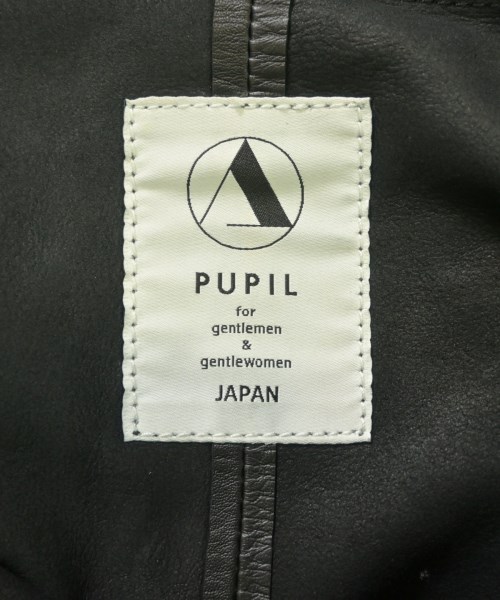 PUPIL
for
gentlemen
&
gentlewomen
JAPAN